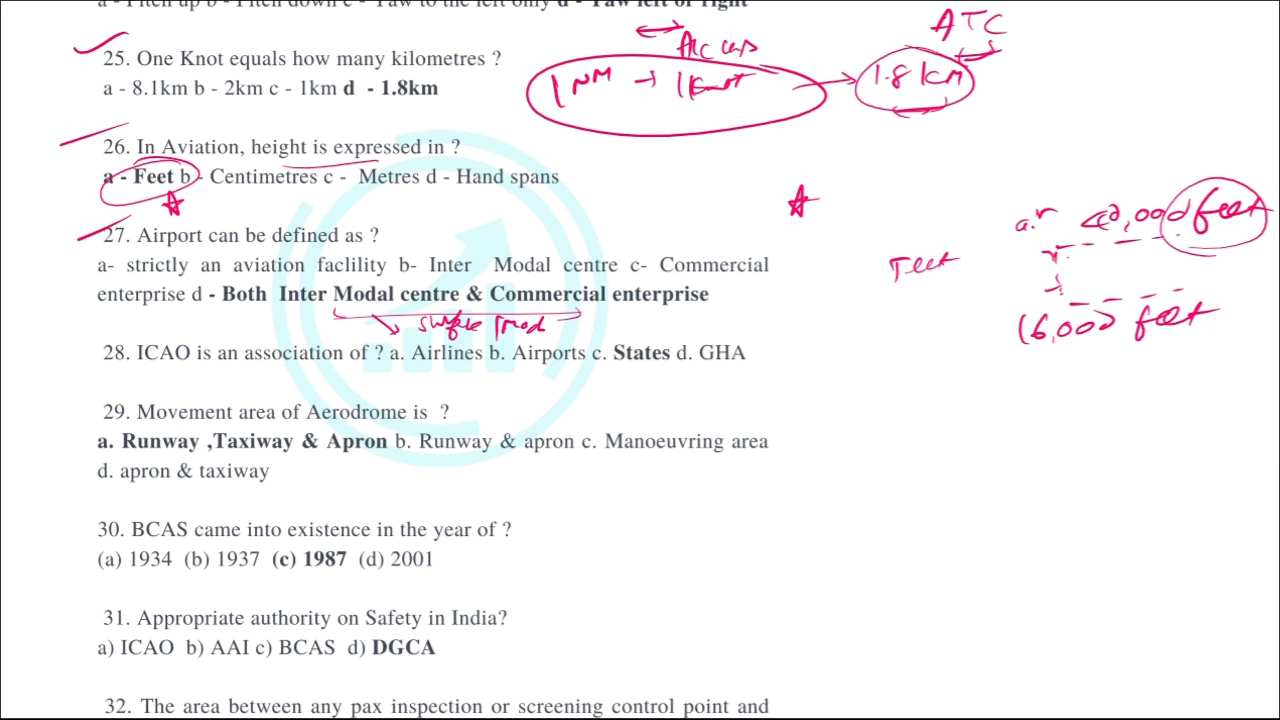 a - Pitch up b - Pitch down c - Yaw to the left only d - Yaw left or right
25. One Knot equals how many kilometres ?
a - 8.1km b - 2km c - 1km d - 1.8km
ATC
1 NM → 1 Knot → 1.8 km
26. In Aviation, height is expressed in ?
a - Feet b - Centimetres c - Metres d - Hand spans
27. Airport can be defined as ?
a- strictly an aviation faclility b- Inter Modal centre c- Commercial
enterprise d - Both Inter Modal centre & Commercial enterprise
feet
16,000 feet
28. ICAO is an association of ? a. Airlines b. Airports c. States d. GHA
29. Movement area of Aerodrome is ?
a. Runway ,Taxiway & Apron b. Runway & apron c. Manoeuvring area
d. apron & taxiway
30. BCAS came into existence in the year of ?
(a) 1934 (b) 1937 (c) 1987 (d) 2001
31. Appropriate authority on Safety in India?
a) ICAO b) AAI c) BCAS d) DGCA
32. The area between any pax inspection or screening control point and